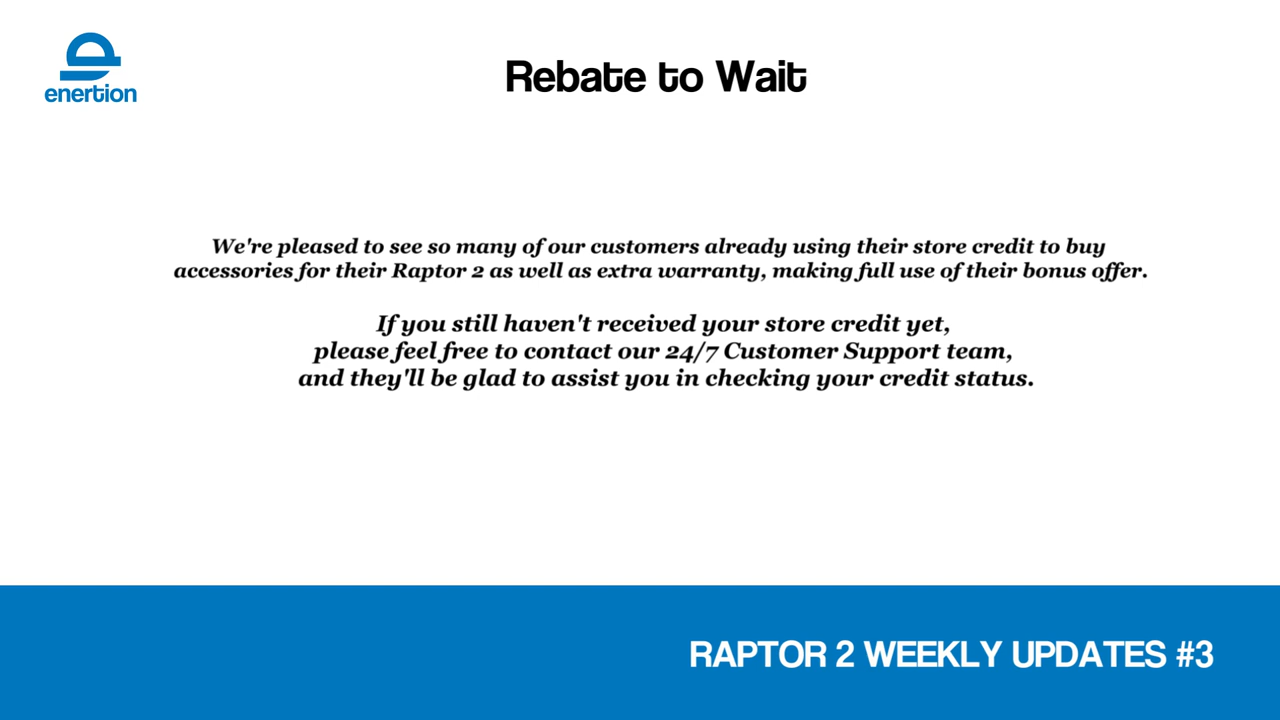 enertion
Rebate to Wait
We're pleased to see so many of our customers already using their store credit to buy
accessories for their Raptor 2 as well as extra warranty, making full use of their bonus offer.
If you still haven't received your store credit yet,
please feel free to contact our 24/7 Customer Support team,
and they'll be glad to assist you in checking your credit status.
RAPTOR 2 WEEKLY UPDATES #3